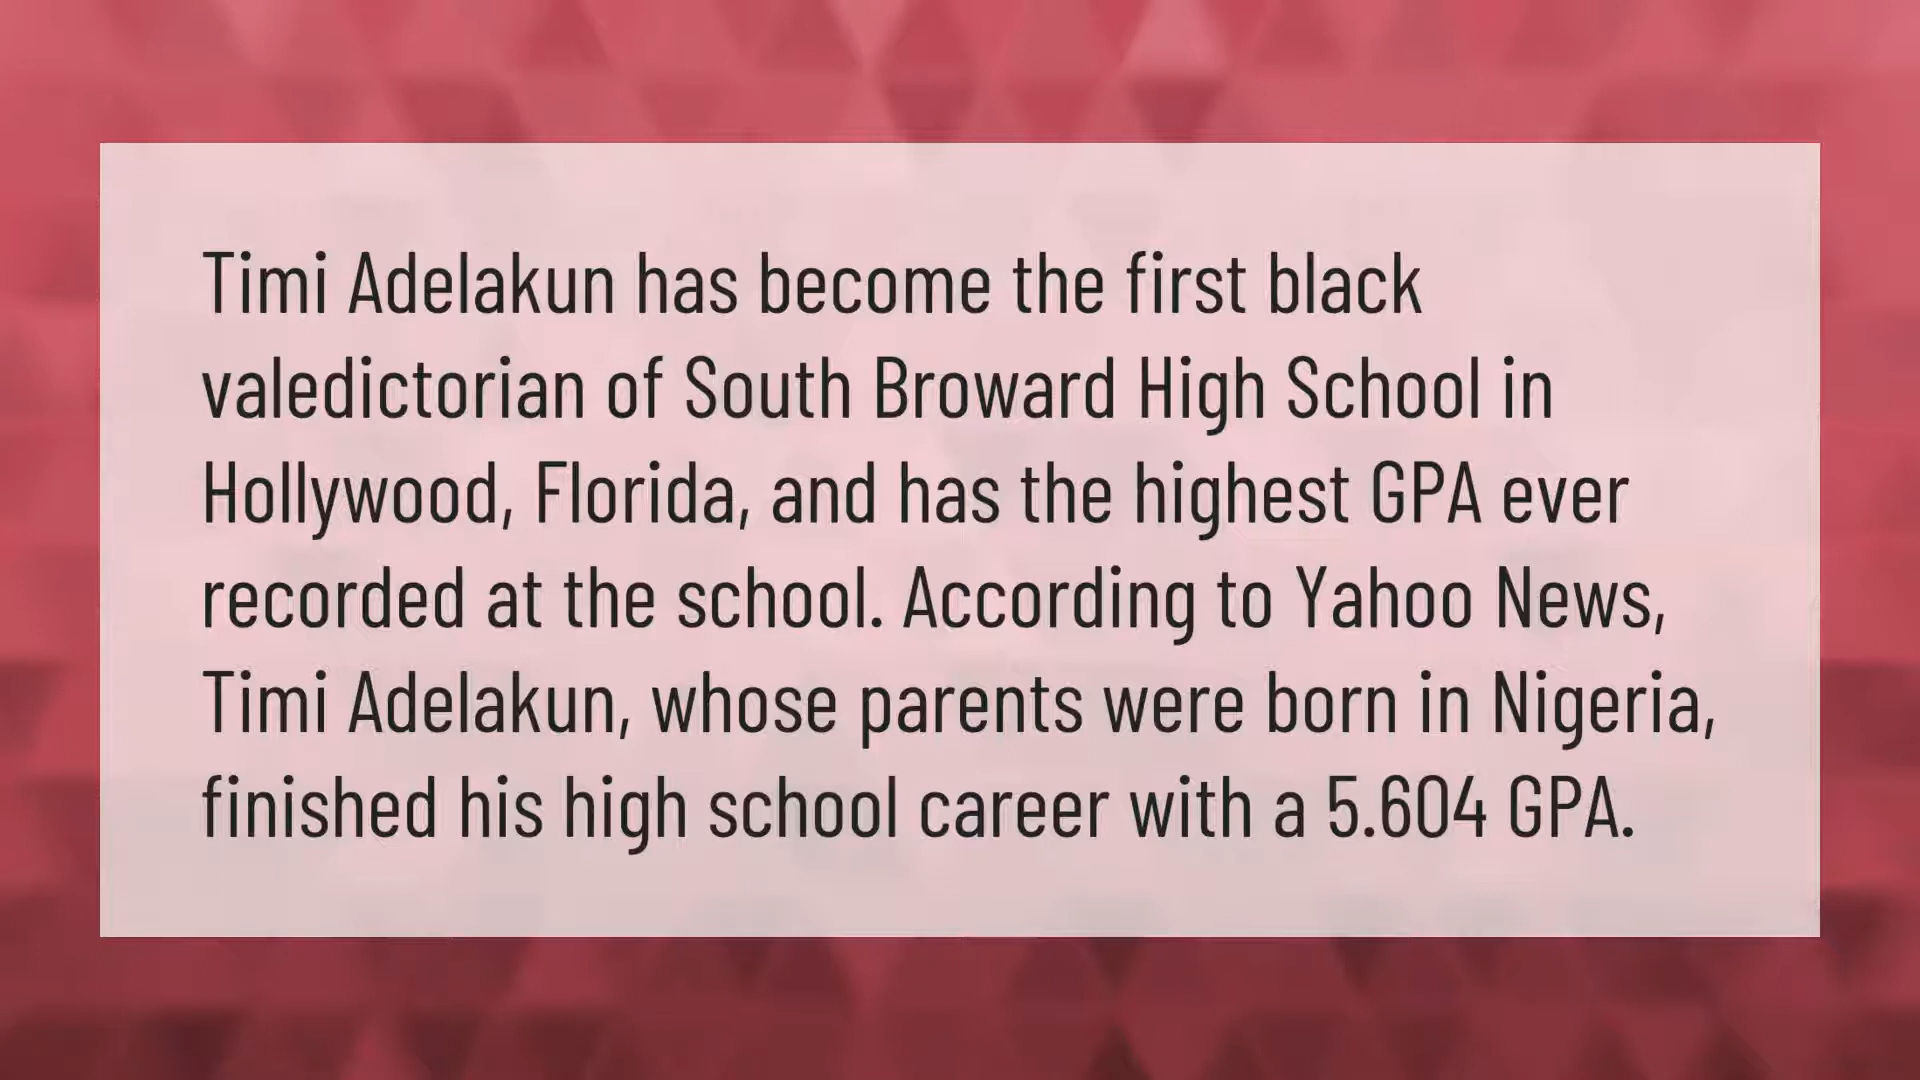 Timi Adelakun has become the first black
valedictorian of South Broward High School in
Hollywood, Florida, and has the highest GPA ever
recorded at the school. According to Yahoo News,
Timi Adelakun, whose parents were born in Nigeria,
finished his high school career with a 5.604 GPA.